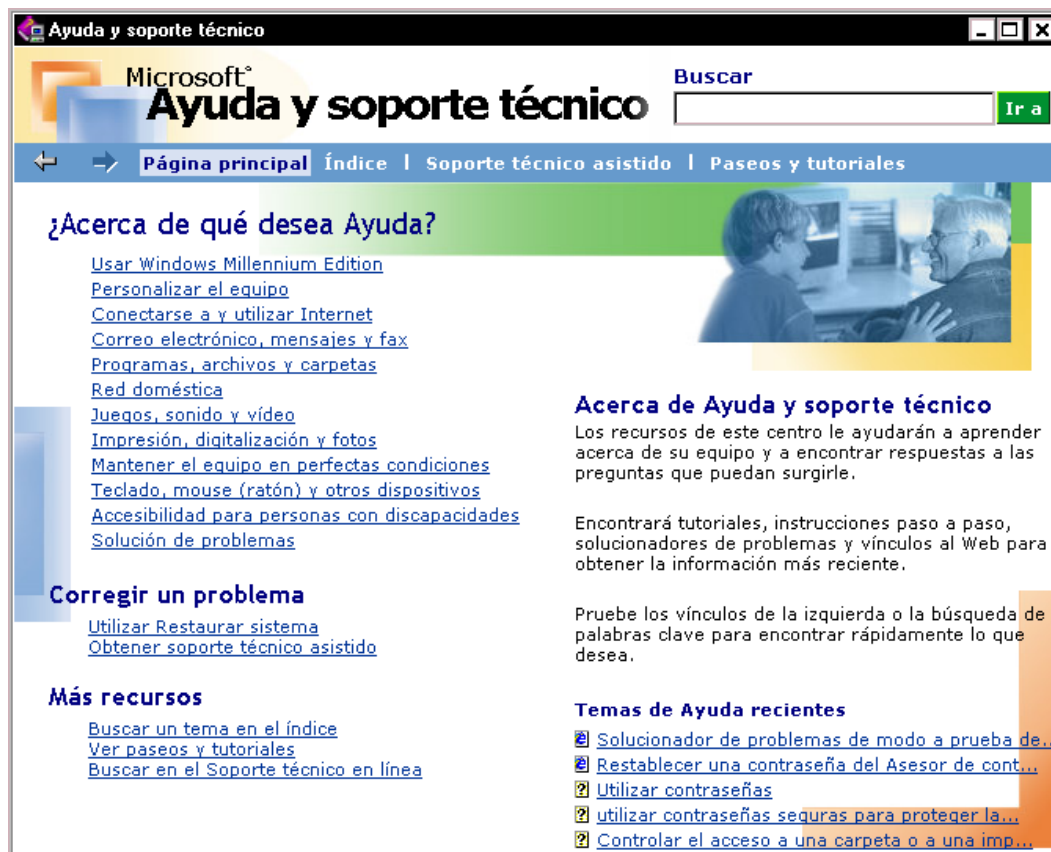 Ayuda y soporte técnico
Microsoft®
Ayuda y soporte técnico
Buscar
Ir a
Página principal Índice | Soporte técnico asistido | Paseos y tutoriales
¿Acerca de qué desea Ayuda?
Usar Windows Millennium Edition
Personalizar el equipo
Conectarse a y utilizar Internet
Correo electrónico, mensajes y fax
Programas, archivos y carpetas
Red doméstica
Juegos, sonido y vídeo
Impresión, digitalización y fotos
Mantener el equipo en perfectas condiciones
Teclado, mouse (ratón) y otros dispositivos
Accesibilidad para personas con discapacidades
Solución de problemas
Corregir un problema
Utilizar Restaurar sistema
Obtener soporte técnico asistido
Más recursos
Buscar un tema en el índice
Ver paseos y tutoriales
Buscar en el Soporte técnico en línea
Acerca de Ayuda y soporte técnico
Los recursos de este centro le ayudarán a aprender
acerca de su equipo y a encontrar respuestas a las
preguntas que puedan surgirle.
Encontrará tutoriales, instrucciones paso a paso,
solucionadores de problemas y vínculos al Web para
obtener la información más reciente.
Pruebe los vínculos de la izquierda o la búsqueda de
palabras clave para encontrar rápidamente lo que
desea.
Temas de Ayuda recientes
Solucionador de problemas de modo a prueba de...
Restablecer una contraseña del Asesor de cont...
Utilizar contraseñas
utilizar contraseñas seguras para proteger la...
Controlar el acceso a una carpeta o a una imp...